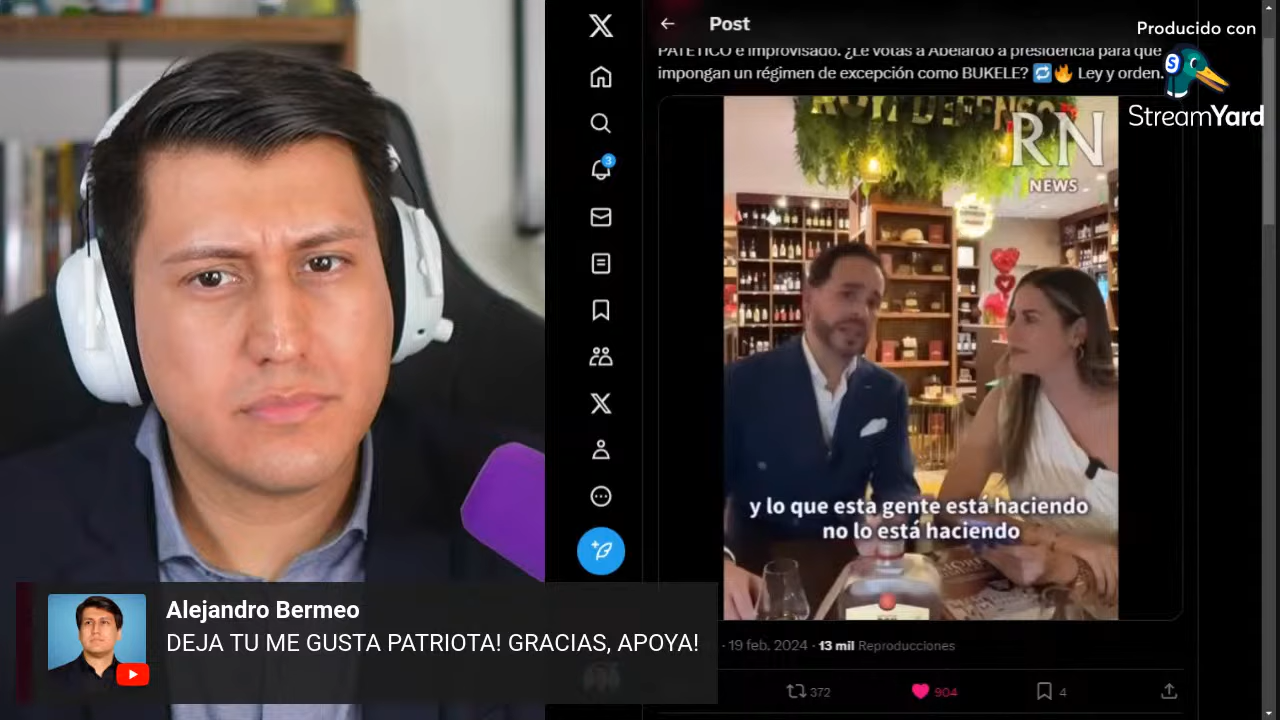 Post
Producido con
PATÉTICO e improvisado. ¿Le votas a Abelardo a presidencia para que
impongan un régimen de excepción como BUKELE? 🔁🔥 Ley y orden.
S
StreamYard
RN
NEWS
3
y lo que esta gente está haciendo
no lo está haciendo
Alejandro Bermeo
DEJA TU ME GUSTA PATRIOTA! GRACIAS, APOYA!
· 19 feb. 2024 · 13 mil Reproducciones
372
904
4